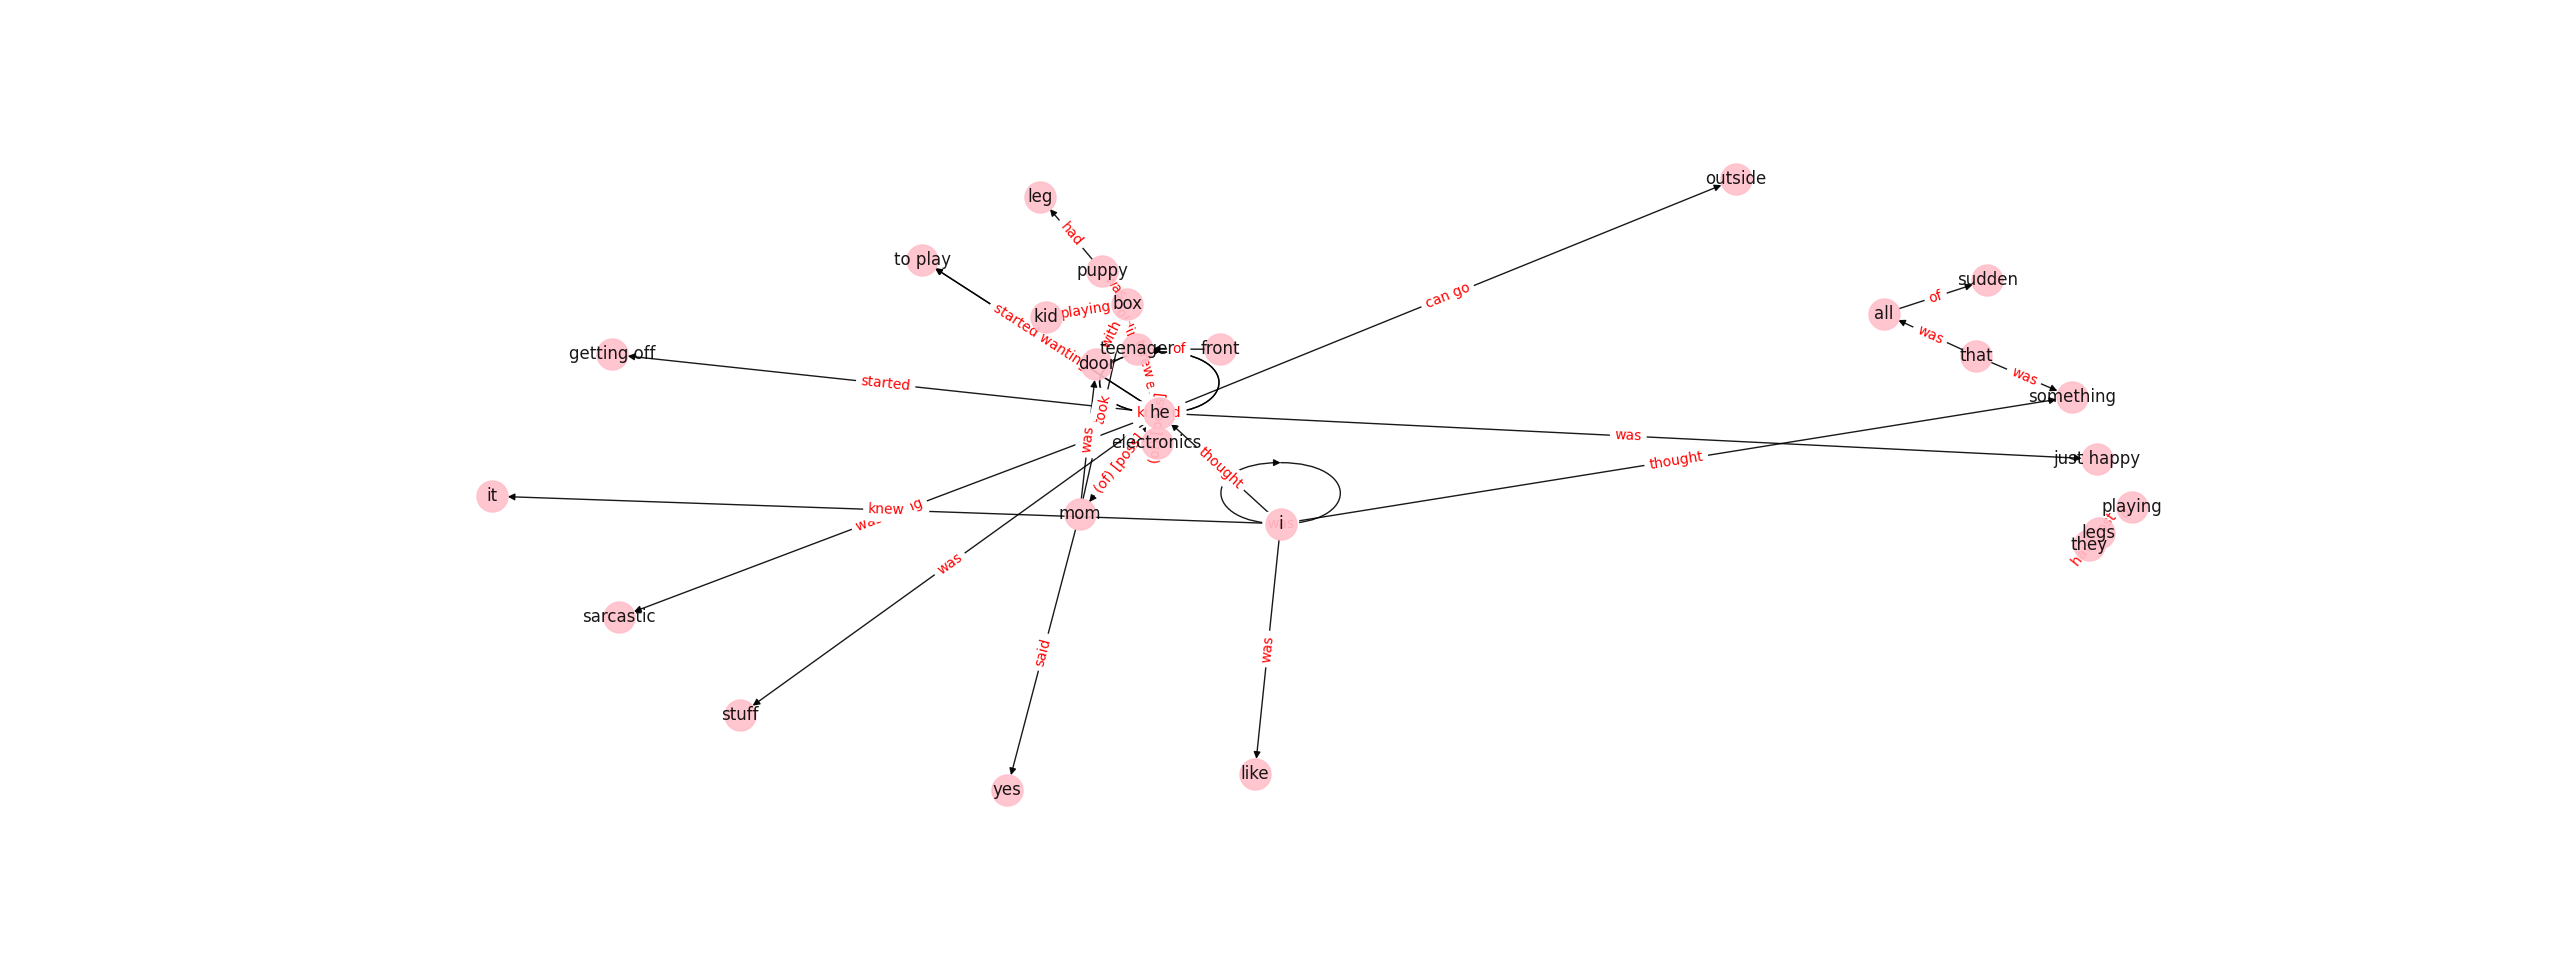 outside
leg
had
to play
puppy
sudden
of
can go
box
all
kid
playing
started wanting
was
with
teenager
of
front
that
getting off
door
started
was
something
took
he
was
was
electronics
just happy
thought
thought
(of) [poss]
it
knew
playing
mom
i
legs
they
was
sarcastic
said
was
stuff
like
yes